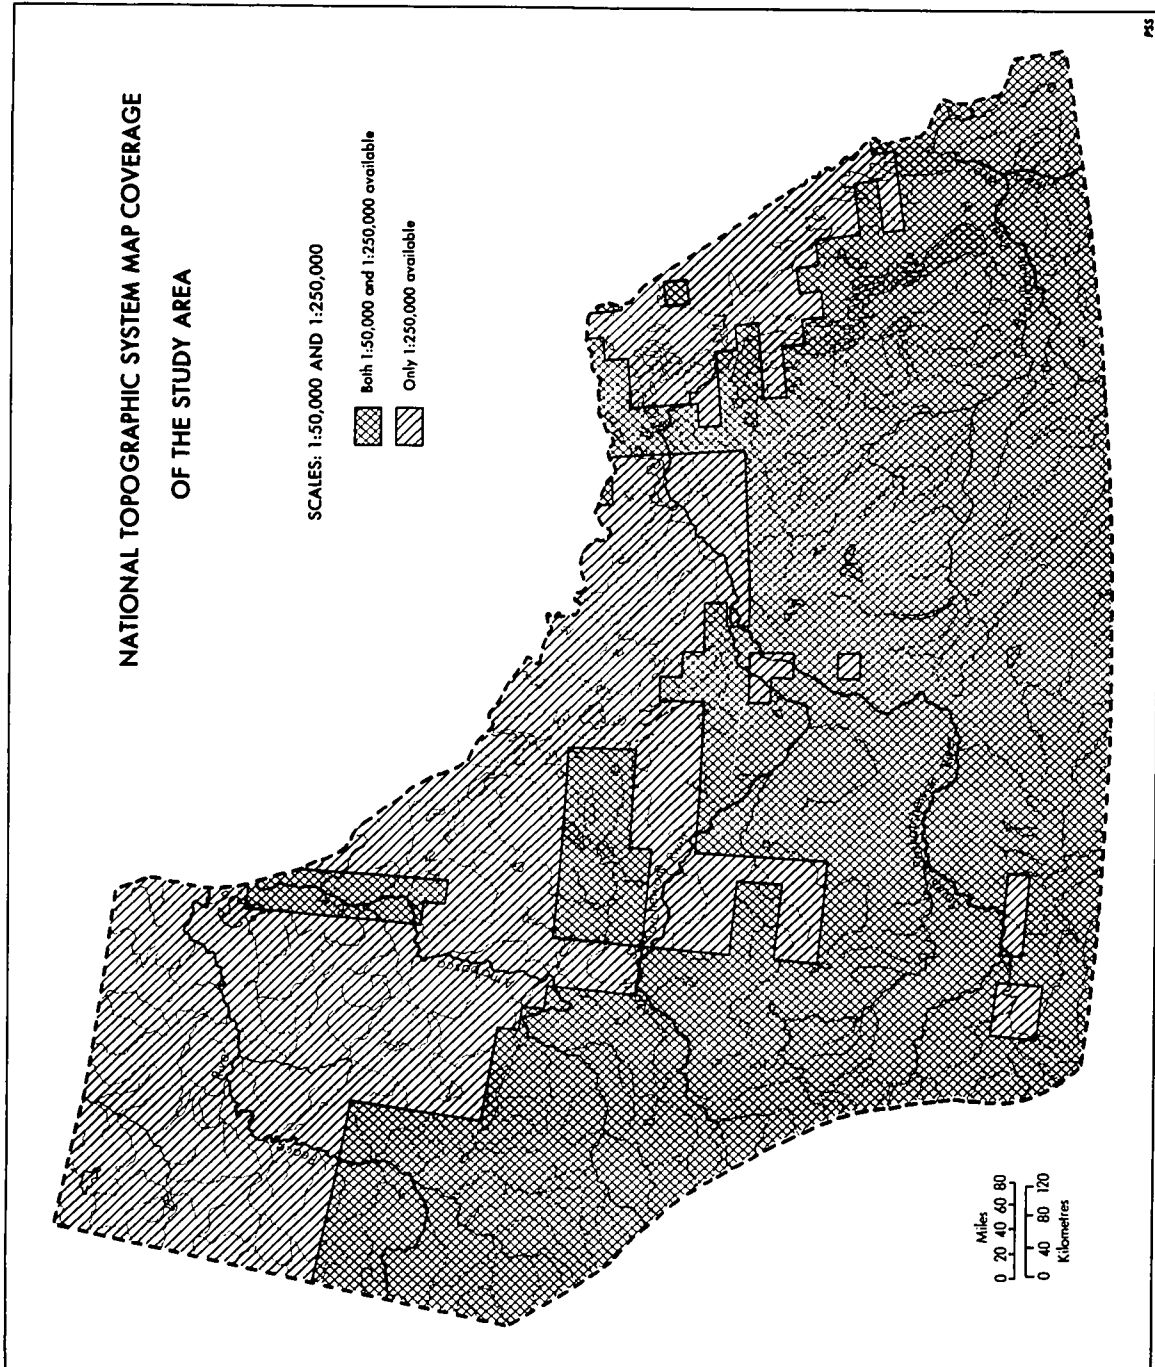 NATIONAL TOPOGRAPHIC SYSTEM MAP COVERAGE
OF THE STUDY AREA
SCALES: 1:50,000 AND 1:250,000
Both 1:50,000 and 1:250,000 available
Only 1:250,000 available
Miles
0 20 40 60 80
0 40 80 120
Kilometres
PSS